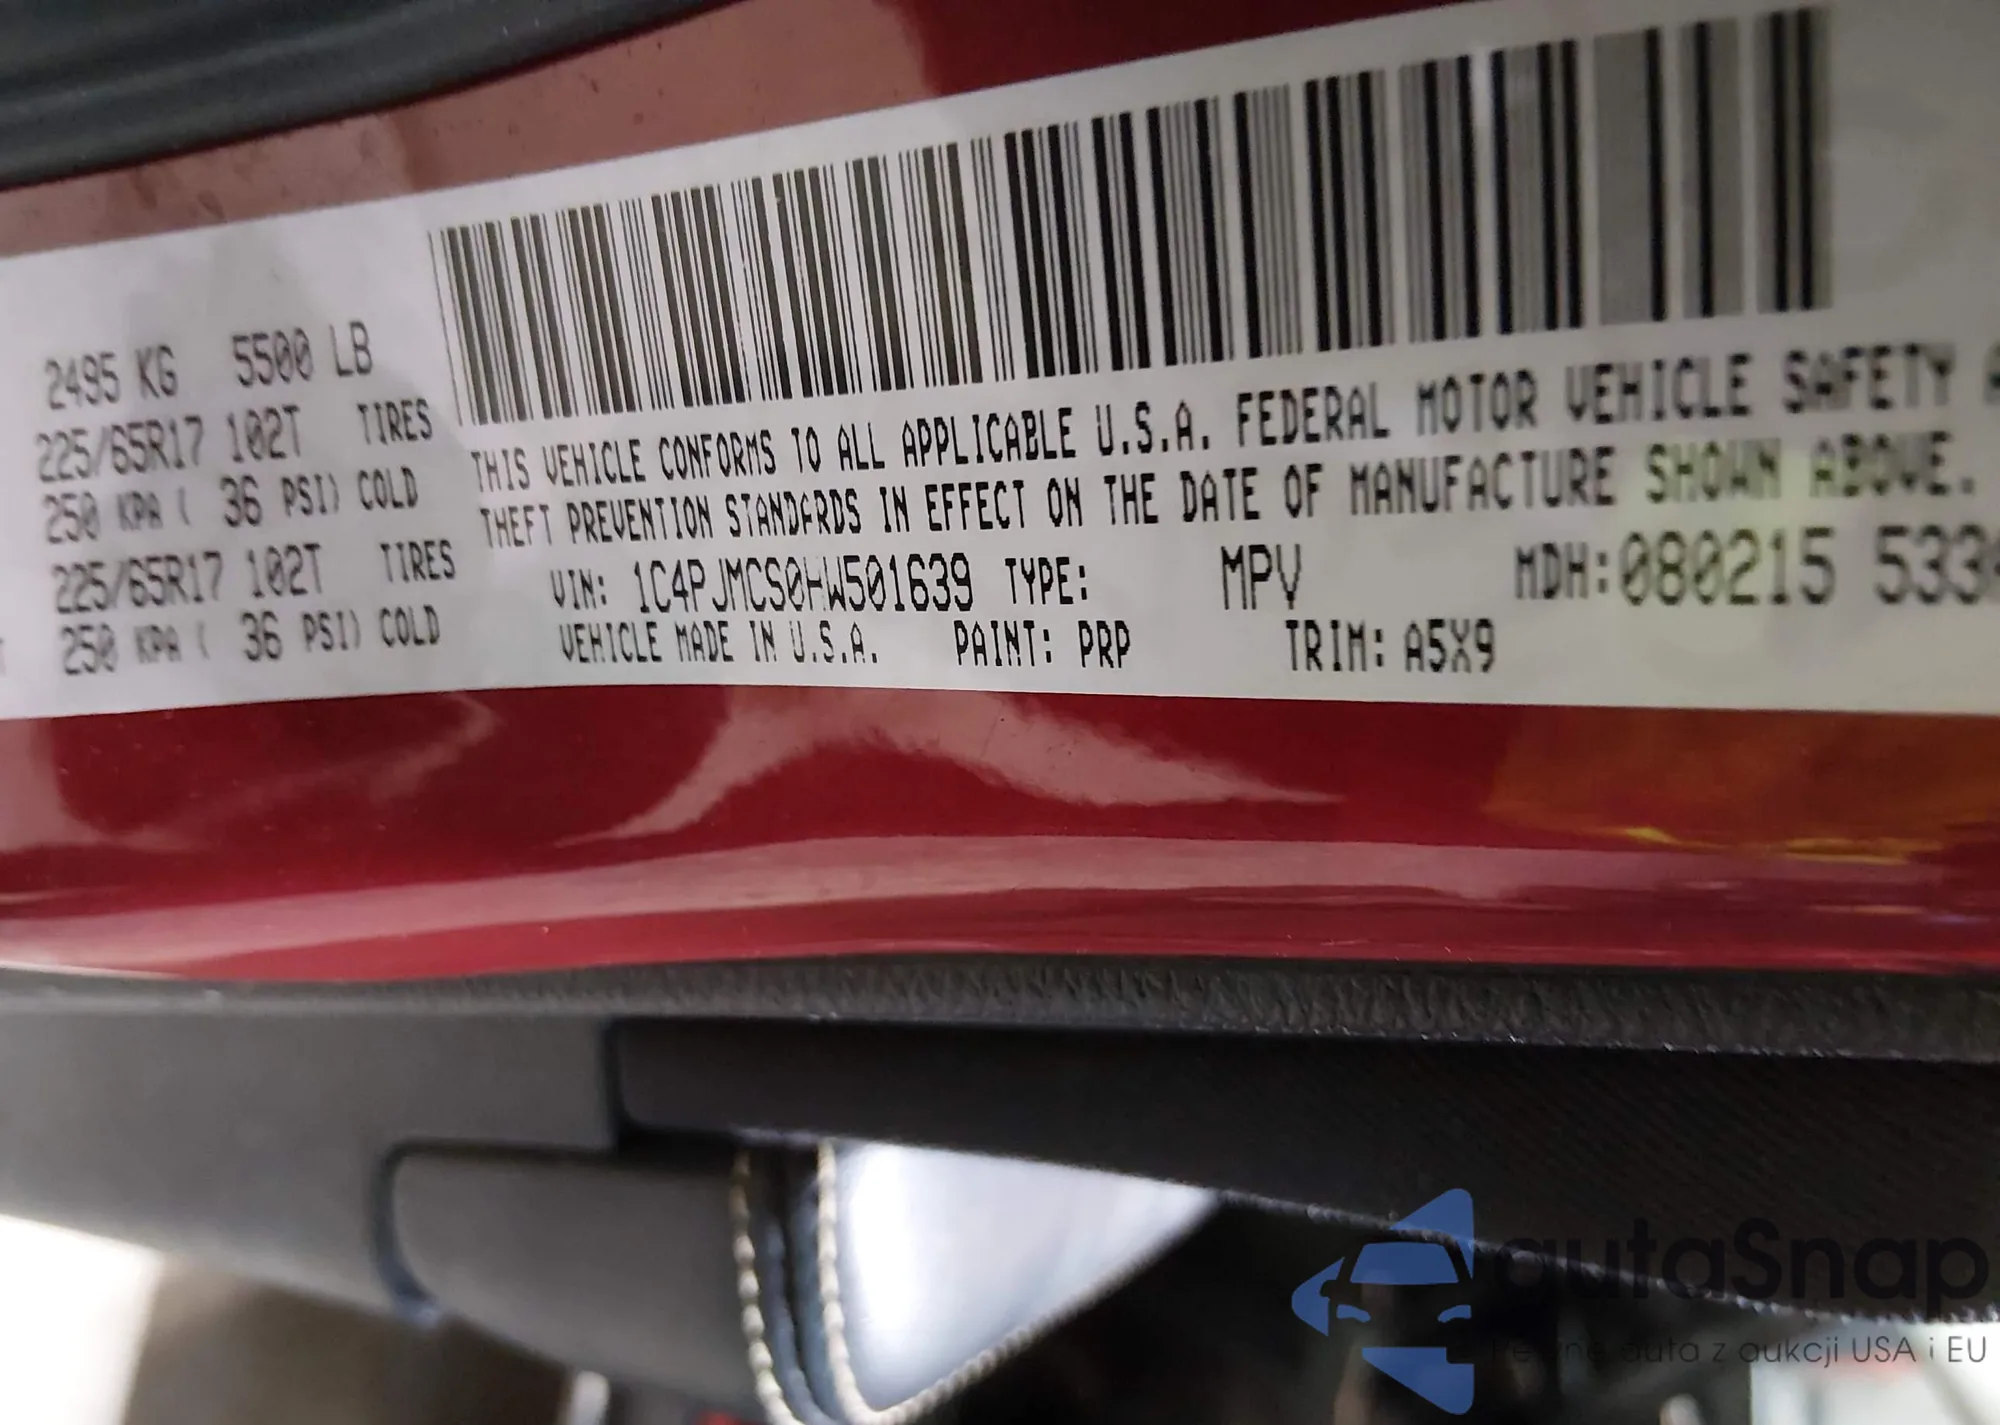 2495 KG 5500 LB
225/65R17 102T TIRES
250 KPA ( 36 PSI) COLD
225/65R17 102T TIRES
250 KPA ( 36 PSI) COLD
THIS VEHICLE CONFORMS TO ALL APPLICABLE U.S.A. FEDERAL MOTOR VEHICLE SAFETY
THEFT PREVENTION STANDARDS IN EFFECT ON THE DATE OF MANUFACTURE SHOWN ABOVE.
VIN: 1C4PJMCS0HW501639 TYPE: MPV MDH:080215 533
VEHICLE MADE IN U.S.A. PAINT: PRP TRIM: A5X9
autaSnap
Pewne auta z aukcji USA i EU